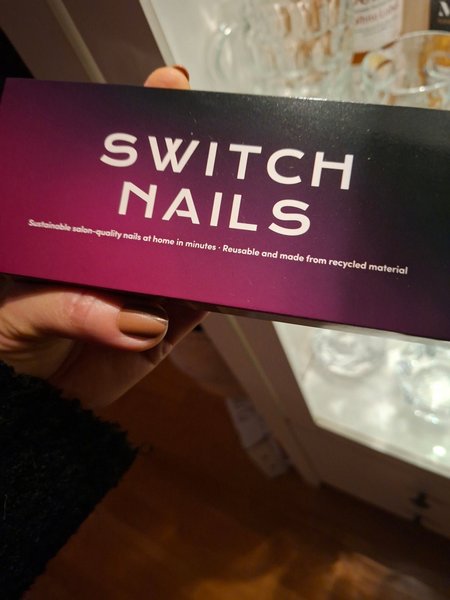 SWITCH
NAILS
Sustainable salon-quality nails at home in minutes · Reusable and made from recycled material